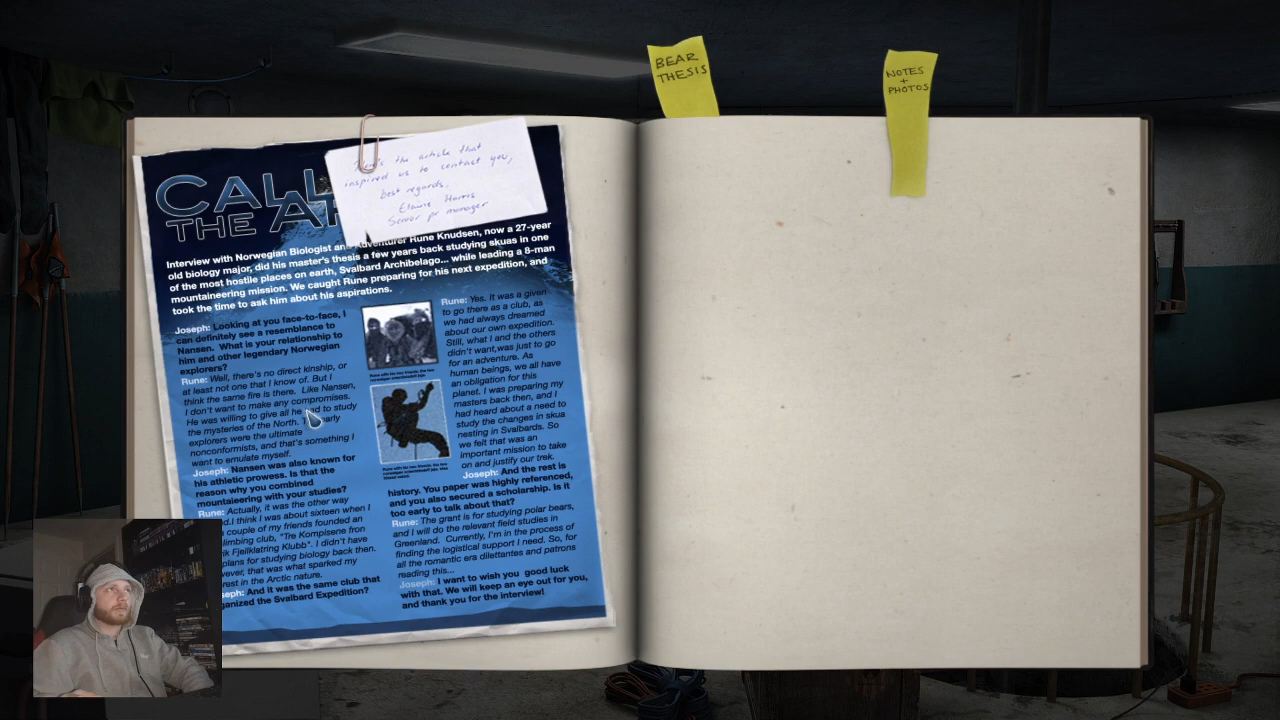 BEAR
THESIS
NOTES
+
PHOTOS
Here's the article that
inspired us to contact you,
best regards,
Elaine Harris
Senior pr manager
CALL
THE
Interview with Norwegian Biologist and Adventurer Rune Knudsen, now a 27-year
old biology major, did his master's thesis a few years back studying skuas in one
of the most hostile places on earth, Svalbard Archibelago... while leading a 8-man
mountaineering mission. We caught Rune preparing for his next expedition, and
took the time to ask him about his aspirations.
Joseph: Looking at you face-to-face, I
can definitely see a resemblance to
Nansen. What is your relationship to
him and other legendary Norwegian
explorers?
Rune: Well, there's no direct kinship, or
at least not one that I know of. But I
think the same fire is there. Like Nansen,
I don't want to make any compromises.
He was willing to give all he had to study
the mysteries of the North. The early
explorers were the ultimate
nonconformists, and that's something I
want to emulate myself.
Joseph: Nansen was also known for
his athletic prowess. Is that the
reason why you combined
mountaineering with your studies?
Rune: Actually, it was the other way
I think I was about sixteen when I
couple of my friends founded an
limbing club, "Tre Kompisene fron
ik Fjellklatring Klubb". I didn't have
plans for studying biology back then.
ver, that was what sparked my
rest in the Arctic nature.
seph: And it was the same club that
ganized the Svalbard Expedition?
Rune: Yes. It was a given
to go there as a club, as
we had always dreamed
about our own expedition.
Still, what I and the others
didn't want,was just to go
for an adventure. As
human beings, we all have
an obligation for this
planet. I was preparing my
masters back then, and I
had heard about a need to
study the changes in skua
nesting in Svalbards. So
we felt that was an
important mission to take
on and justify our trek.
Joseph: And the rest is
history. You paper was highly referenced,
and you also secured a scholarship. Is it
too early to talk about that?
Rune: The grant is for studying polar bears,
and I will do the relevant field studies in
Greenland. Currently, I'm in the process of
finding the logistical support I need. So, for
all the romantic era dilettantes and patrons
reading this...
Joseph: I want to wish you good luck
with that. We will keep an eye out for you,
and thank you for the interview!